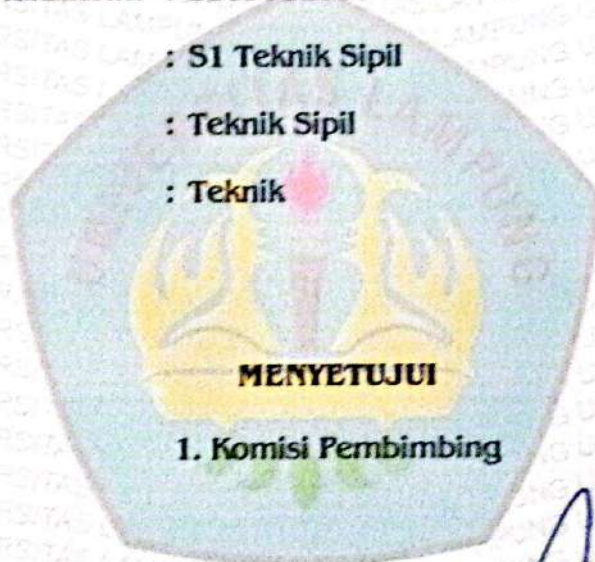 : S1 Teknik Sipil
: Teknik Sipil
: Teknik
MENYETUJUI
1. Komisi Pembimbing